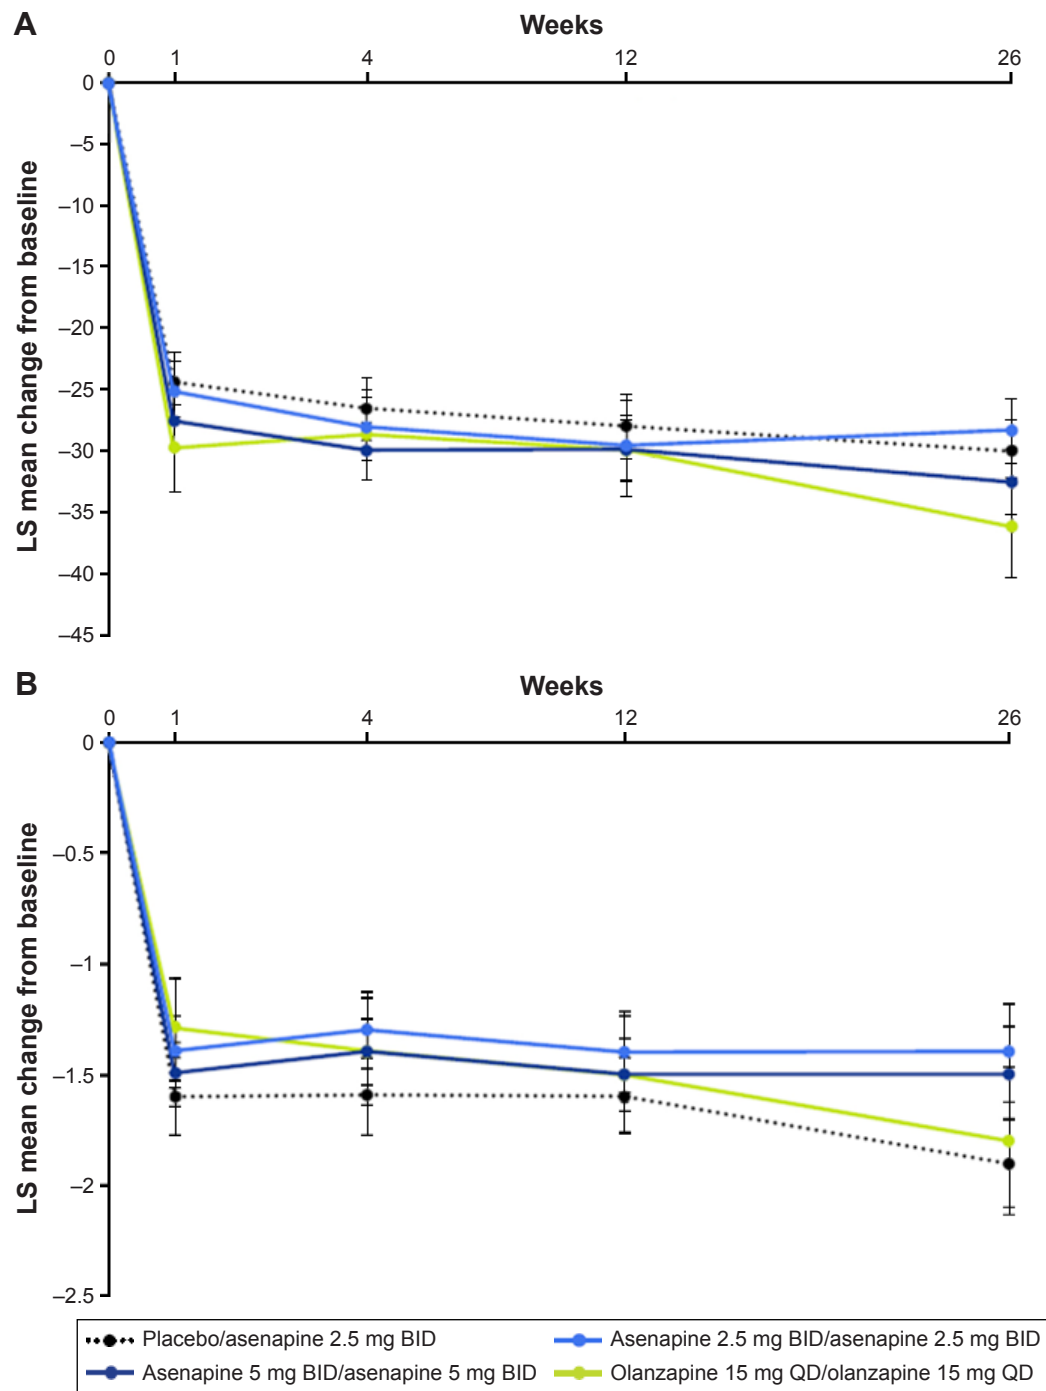 A
Weeks
0 1 4 12 26
LS mean change from baseline
0
–5
–10
–15
–20
–25
–30
–35
–40
–45
B
Weeks
0 1 4 12 26
LS mean change from baseline
0
–0.5
–1
–1.5
–2
–2.5
Placebo/asenapine 2.5 mg BID
Asenapine 2.5 mg BID/asenapine 2.5 mg BID
Asenapine 5 mg BID/asenapine 5 mg BID
Olanzapine 15 mg QD/olanzapine 15 mg QD